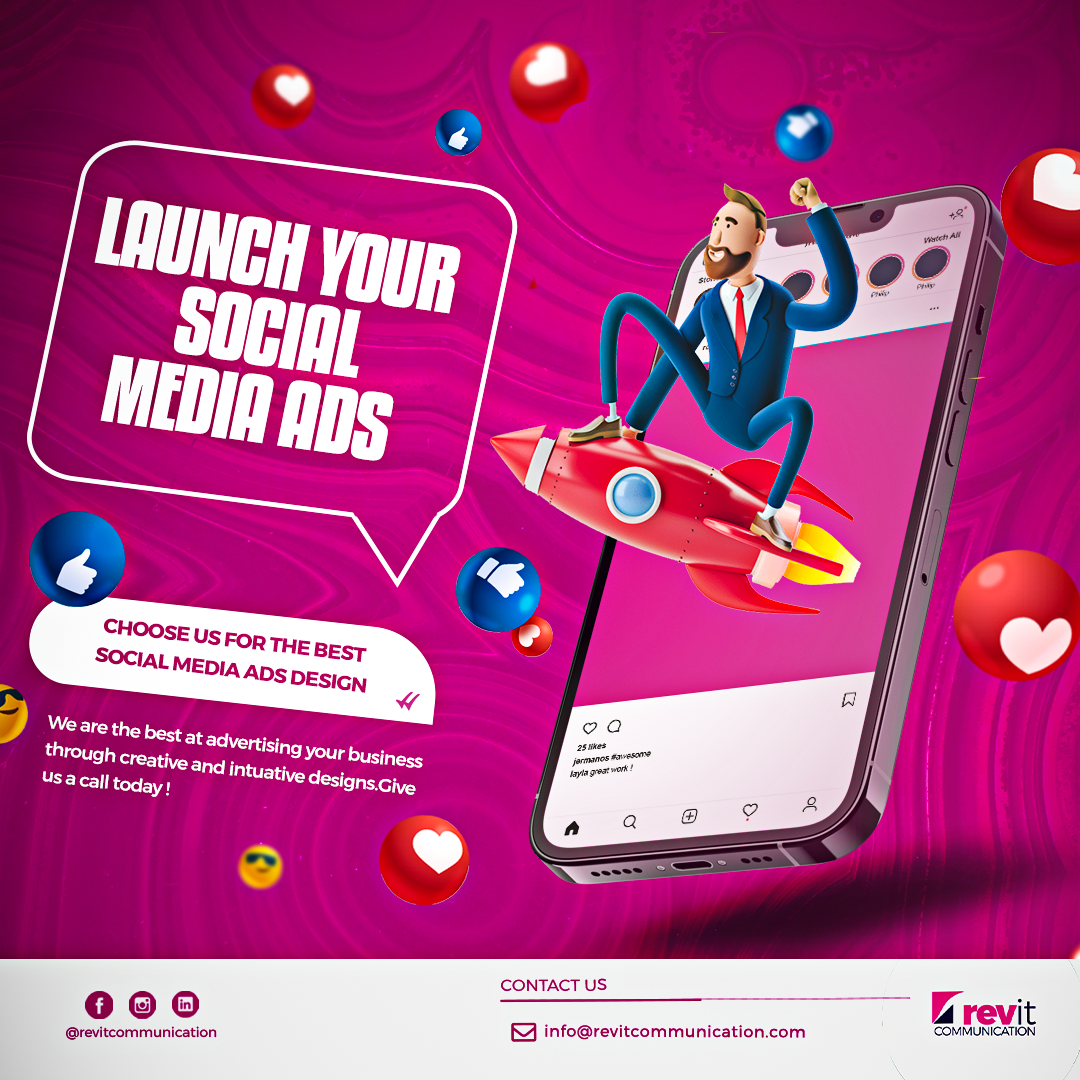 LAUNCH YOUR
SOCIAL
MEDIA ADS
CHOOSE US FOR THE BEST
SOCIAL MEDIA ADS DESIGN
We are the best at advertising your business
through creative and intuative designs.Give
us a call today !
Watch All
Philip
Philip
25 likes
jermanos #awesome
layla great work !
@revitcommunication
CONTACT US
info@revitcommunication.com
revit
COMMUNICATION